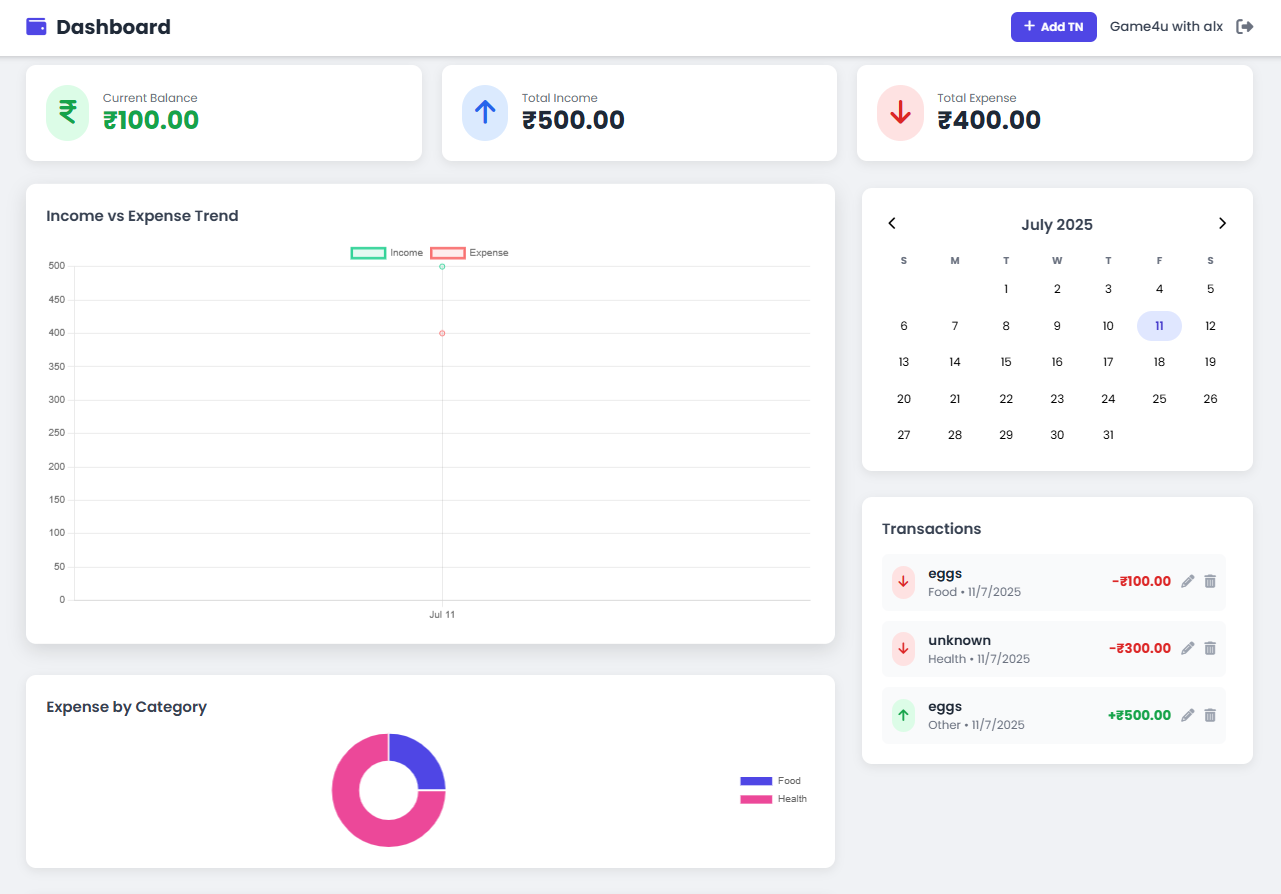 Dashboard
+ Add TN
Game4u with alx
₹
Current Balance
₹100.00
Total Income
₹500.00
Total Expense
₹400.00
Income vs Expense Trend
Income Expense
500
450
400
350
300
250
200
150
100
50
0
Jul 11
Expense by Category
Food
Health
July 2025
S M T W T F S
1 2 3 4 5
6 7 8 9 10 11 12
13 14 15 16 17 18 19
20 21 22 23 24 25 26
27 28 29 30 31
Transactions
eggs
Food • 11/7/2025
-₹100.00
unknown
Health • 11/7/2025
-₹300.00
eggs
Other • 11/7/2025
+₹500.00